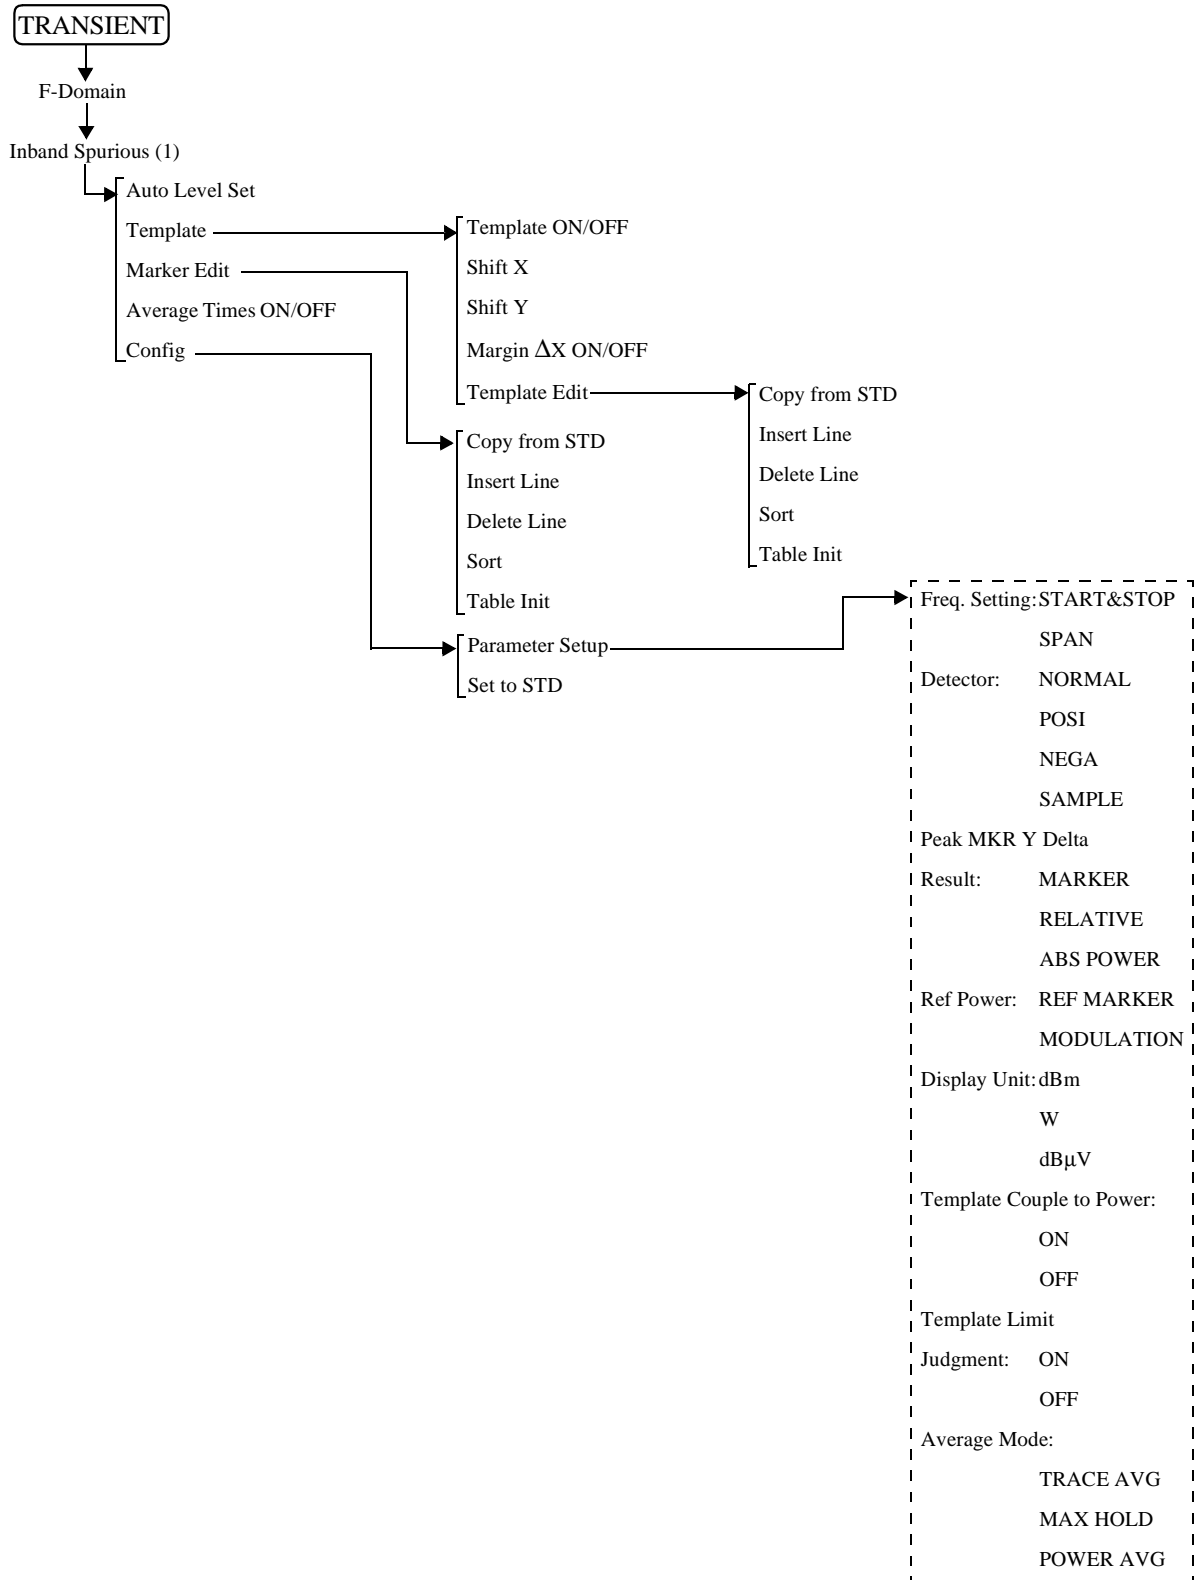 TRANSIENT
F-Domain
Inband Spurious (1)
Auto Level Set
Template
Marker Edit
Average Times ON/OFF
Config
Template ON/OFF
Shift X
Shift Y
Margin ΔX ON/OFF
Template Edit
Copy from STD
Insert Line
Delete Line
Sort
Table Init
Copy from STD
Insert Line
Delete Line
Sort
Table Init
Parameter Setup
Set to STD
Freq. Setting: START&STOP
SPAN
Detector: NORMAL
POSI
NEGA
SAMPLE
Peak MKR Y Delta
Result: MARKER
RELATIVE
ABS POWER
Ref Power: REF MARKER
MODULATION
Display Unit: dBm
W
dBμV
Template Couple to Power:
ON
OFF
Template Limit
Judgment: ON
OFF
Average Mode:
TRACE AVG
MAX HOLD
POWER AVG